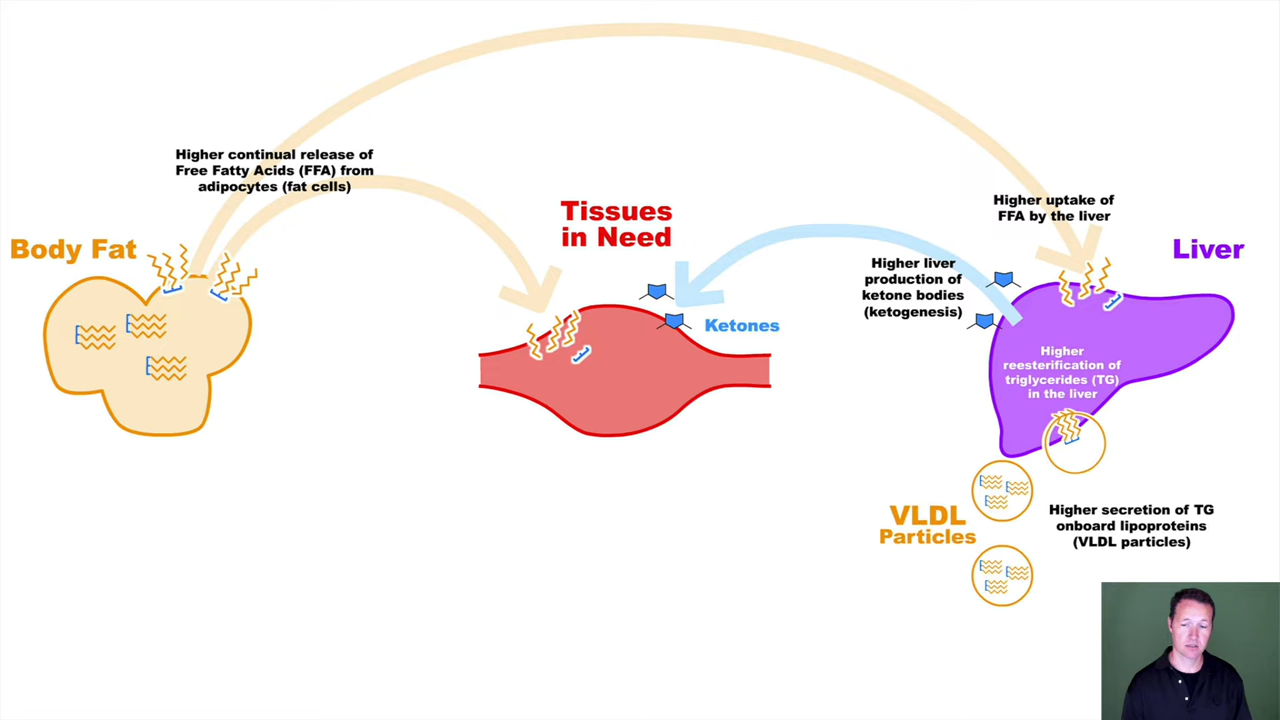 Higher continual release of
Free Fatty Acids (FFA) from
adipocytes (fat cells)
Body Fat
Tissues
in Need
Ketones
Higher liver
production of
ketone bodies
(ketogenesis)
Higher uptake of
FFA by the liver
Liver
Higher
reesterification of
triglycerides (TG)
in the liver
VLDL
Particles
Higher secretion of TG
onboard lipoproteins
(VLDL particles)